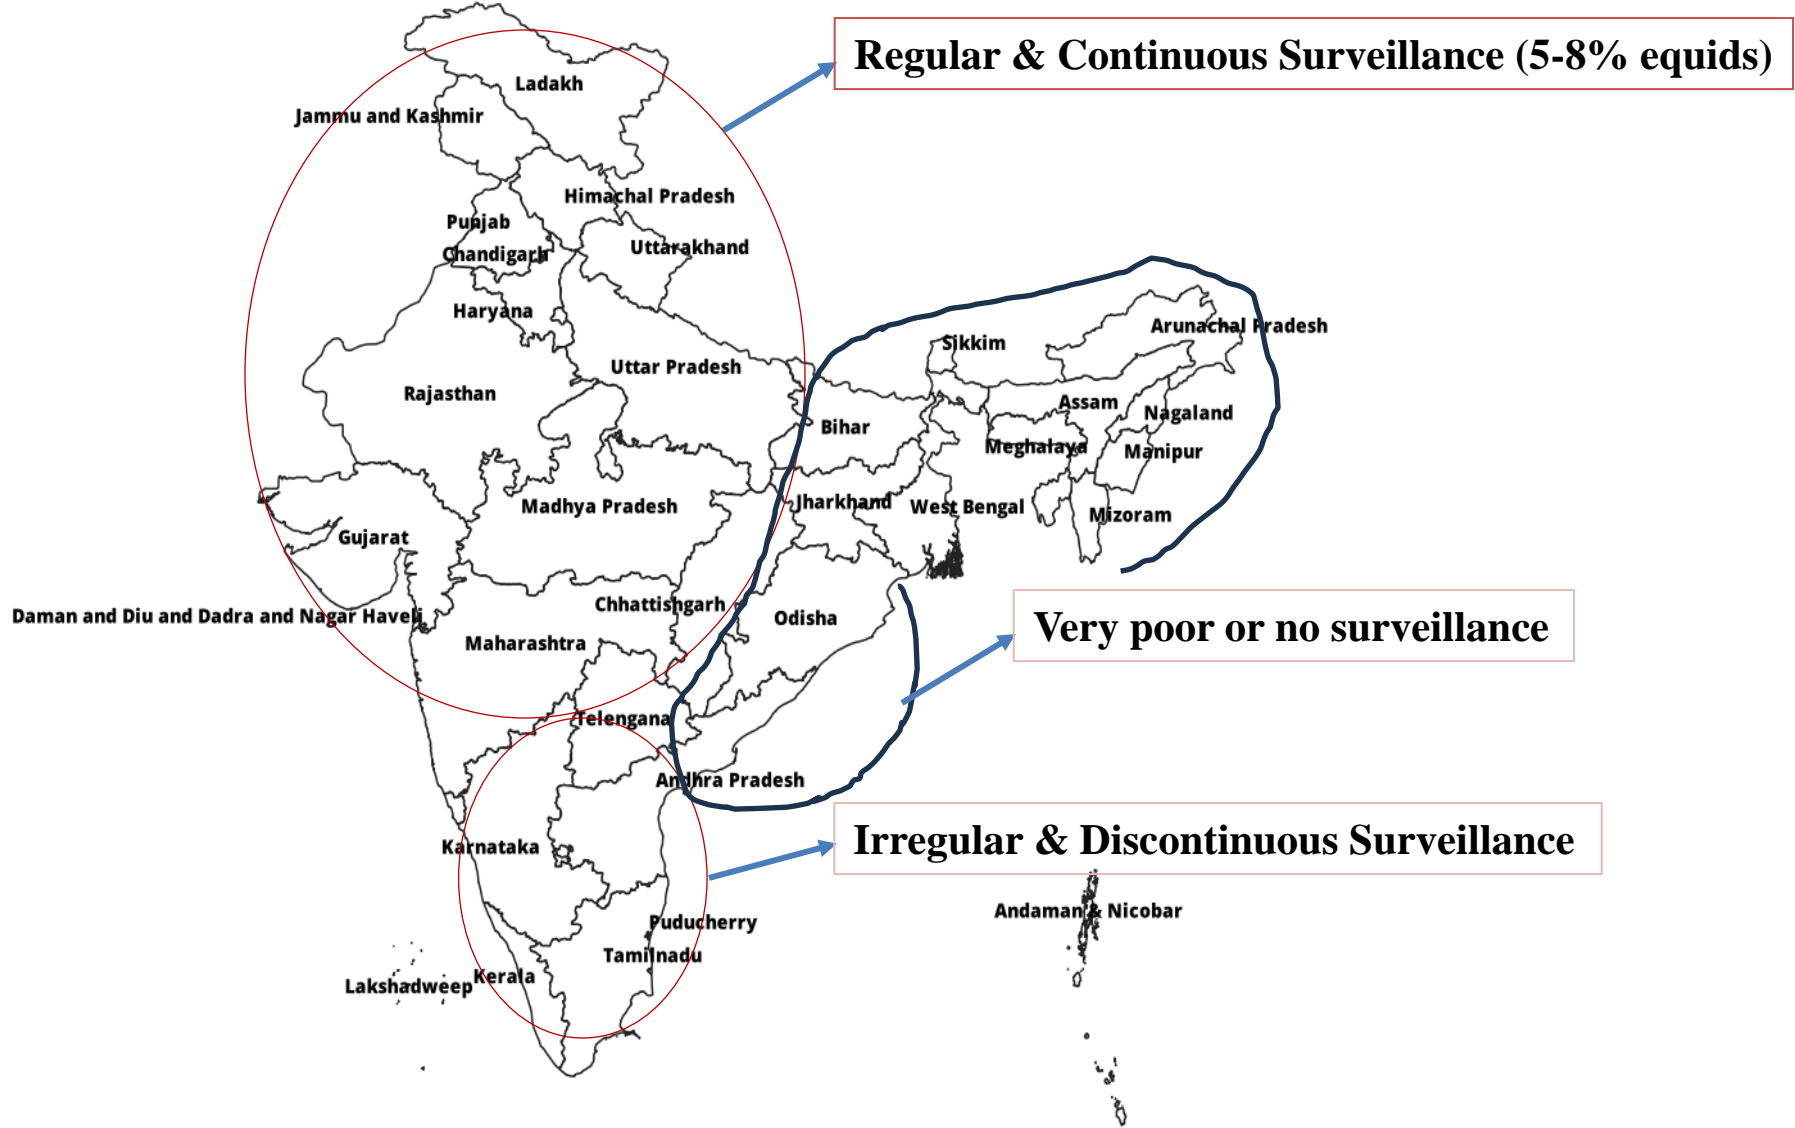 Regular & Continuous Surveillance (5-8% equids)
Ladakh
Jammu and Kashmir
Himachal Pradesh
Punjab
Uttarakhand
Chandigarh
Haryana
Arunachal Pradesh
Sikkim
Uttar Pradesh
Rajasthan
Assam
Nagaland
Bihar
Meghalaya
Manipur
Madhya Pradesh
Jharkhand
West Bengal
Mizoram
Gujarat
Chhattishgarh
Daman and Diu and Dadra and Nagar Haveli
Odisha
Very poor or no surveillance
Maharashtra
Telengana
Andhra Pradesh
Irregular & Discontinuous Surveillance
Karnataka
Andaman & Nicobar
Puducherry
Tamilnadu
Kerala
Lakshadweep